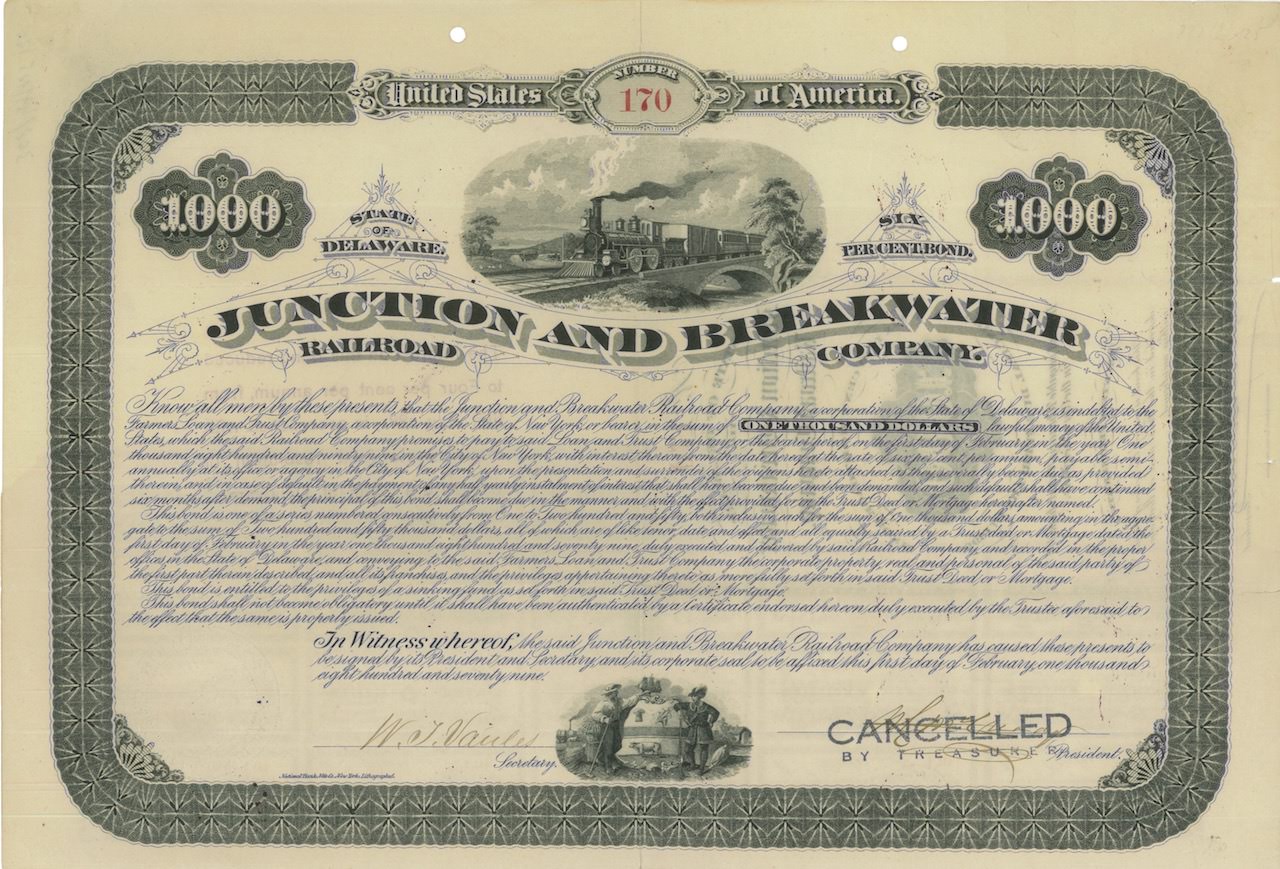 NUMBER
United States 170 of America.
1000 1000
STATE OF DELAWARE.
SIX PER CENT. BOND.
JUNCTION AND BREAKWATER
RAILROAD COMPANY.
Know all men by these presents, that the Junction and Breakwater Railroad Company, a corporation of the State of Delaware, is indebted to the
Farmers Loan and Trust Company, a corporation of the State of New York, or bearer, in the sum of ONE THOUSAND DOLLARS lawful money of the United
States, which the said Railroad Company promises to pay to said Loan and Trust Company, or the bearer hereof, on the first day of February in the year One
thousand eight hundred and ninety nine, in the City of New York, with interest thereon from the date hereof, at the rate of six per cent, per annum, payable semi-
annually, at its office or agency in the City of New York, upon the presentation and surrender of the coupons hereto attached as they severally become due, as provided
therein, and in case of default in the payment of any half yearly instalment of interest that shall have become due and been demanded, and such default shall have continued
six months after demand, the principal of this bond shall become due in the manner and with the effect provided for in the Trust Deed or Mortgage hereinafter named.
This bond is one of a series numbered consecutively from One to Two hundred and fifty, both inclusive, each for the sum of one thousand dollars, amounting in the aggre-
gate to the sum of Two hundred and fifty thousand dollars, all of which are of like tenor, date, and effect, and all equally secured by a Trust deed or Mortgage dated the
first day of February in the year one thousand eight hundred and seventy nine, duly executed and delivered by said Railroad Company, and recorded in the proper
offices in the State of Delaware, and conveying to the said Farmers Loan and Trust Company the corporate property, real and personal of the said party of
the first part therein described, and all its franchises, and the privileges appertaining thereto as more fully set forth in said Trust Deed or Mortgage.
This bond is entitled to the privileges of a sinking fund as set forth in said Trust Deed or Mortgage.
This bond shall not become obligatory until it shall have been authenticated by a Certificate endorsed hereon duly executed by the Trustee aforesaid to
the effect that the same is properly issued.
In Witness whereof, the said Junction and Breakwater Railroad Company has caused these presents to
be signed by its President and Secretary, and its corporate seal to be affixed this first day of February, one thousand
eight hundred and seventy nine.
W. T. Vaules Secretary.
CANCELLED
BY TREASURER President.
National Bank Note Co. New York. Lithographed.